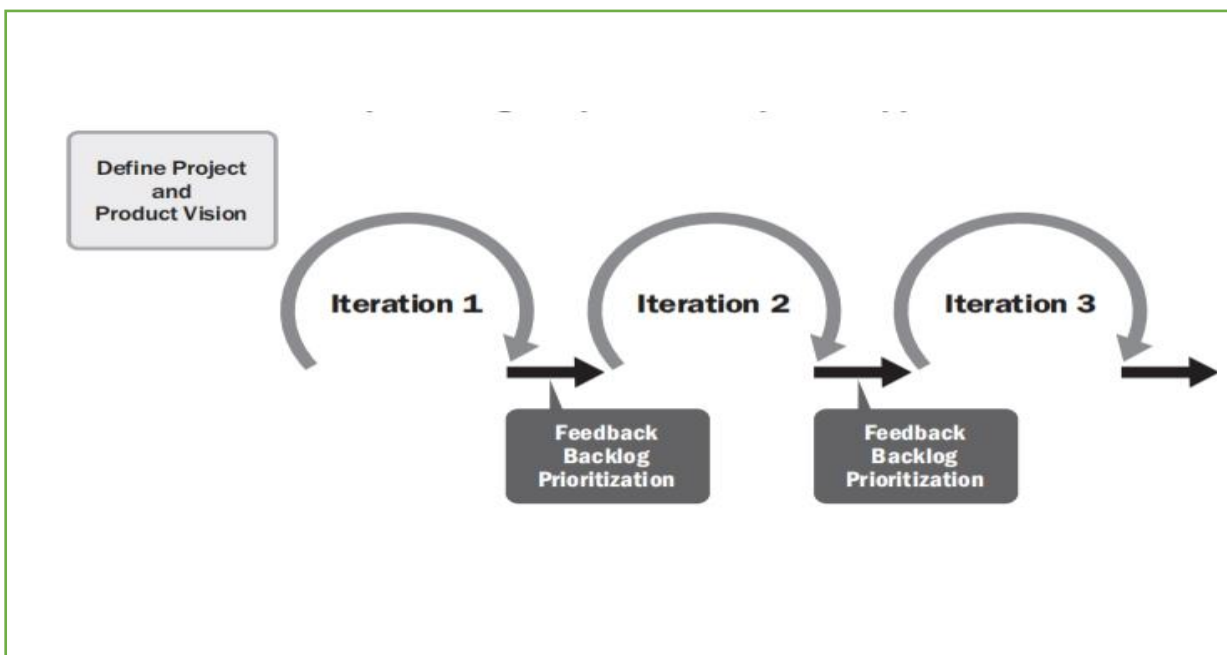 Define Project
and
Product Vision
Iteration 1
Iteration 2
Iteration 3
Feedback
Backlog
Prioritization
Feedback
Backlog
Prioritization